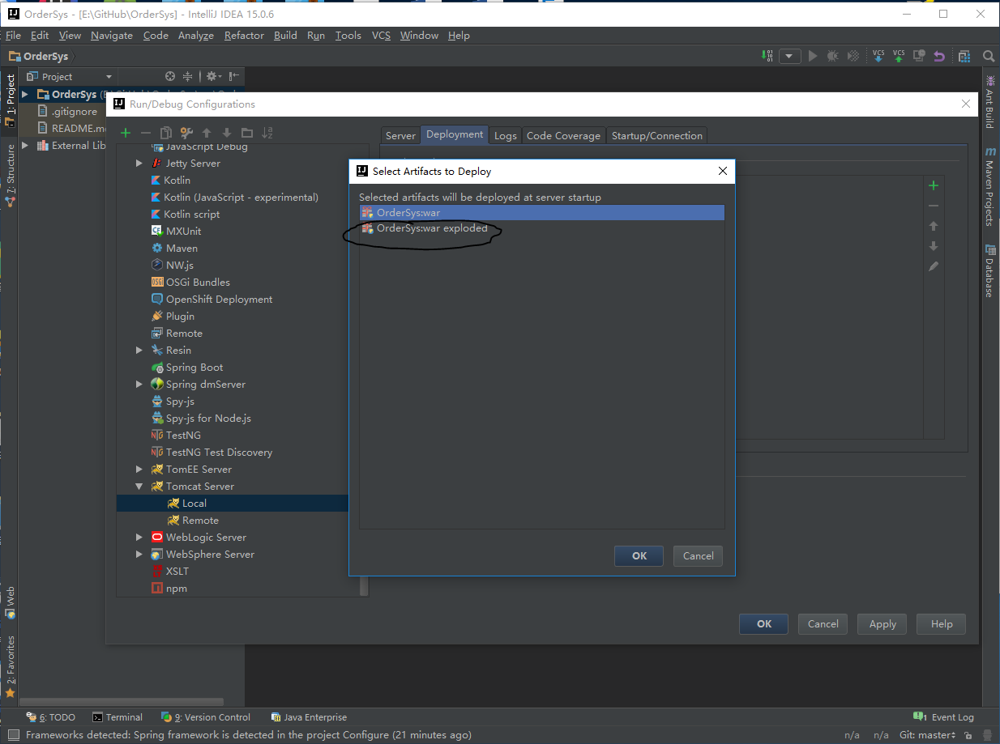 OrderSys - [E:\GitHub\OrderSys] - IntelliJ IDEA 15.0.6
File Edit View Navigate Code Analyze Refactor Build Run Tools VCS Window Help
OrderSys
VCS VCS
Project
1: Project
7: Structure
Web
2: Favorites
OrderSys
.gitignore
README.m
External Lib
Run/Debug Configurations
JavaScript Debug
Jetty Server
Kotlin
Kotlin (JavaScript - experimental)
Kotlin script
MXUnit
Maven
NW.js
OSGi Bundles
OpenShift Deployment
Plugin
Remote
Resin
Spring Boot
Spring dmServer
Spy-js
Spy-js for Node.js
TestNG
TestNG Test Discovery
TomEE Server
Tomcat Server
Local
Remote
WebLogic Server
WebSphere Server
XSLT
npm
Server Deployment Logs Code Coverage Startup/Connection
Select Artifacts to Deploy
Selected artifacts will be deployed at server startup
OrderSys:war
OrderSys:war exploded
OK Cancel
OK Cancel Apply Help
Ant Build
Maven Projects
Database
6: TODO Terminal 9: Version Control Java Enterprise 1 Event Log
Frameworks detected: Spring framework is detected in the project Configure (21 minutes ago) n/a n/a Git: master